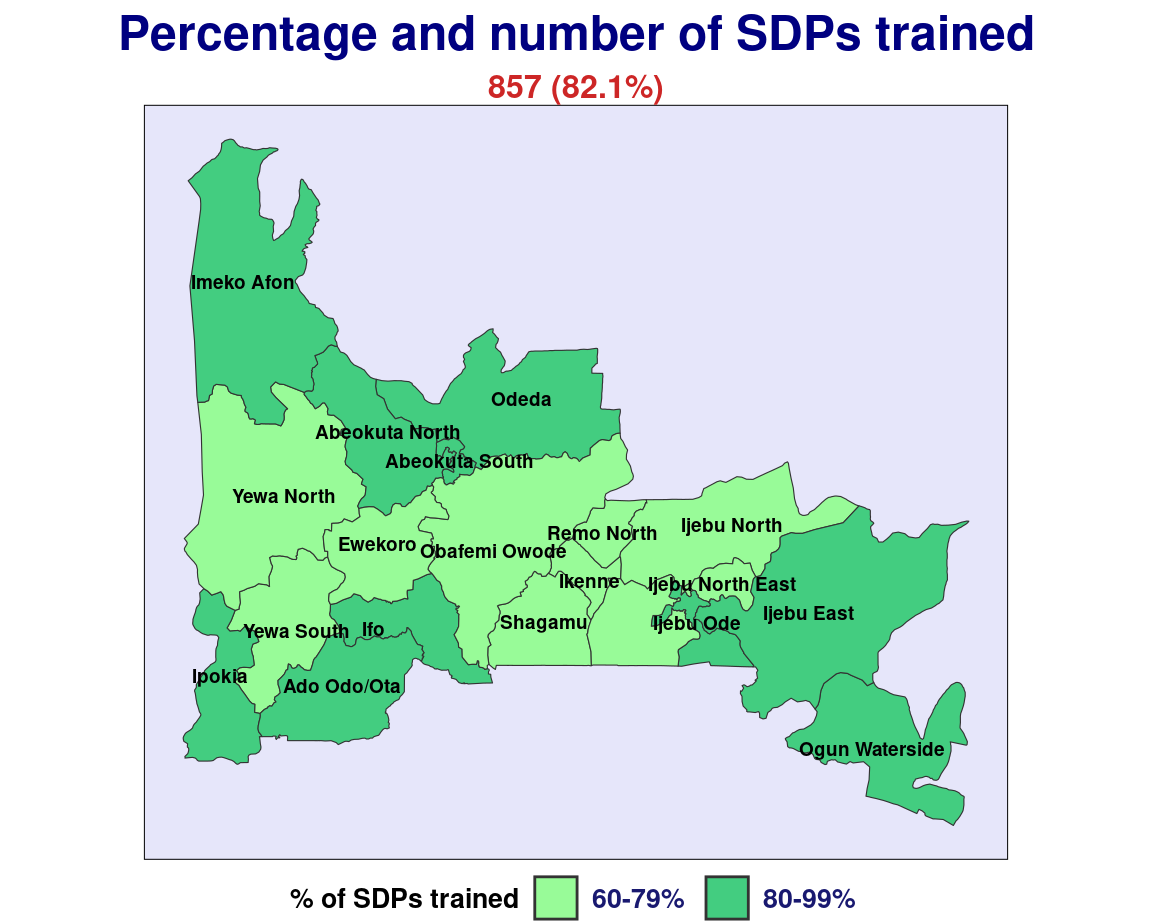 Percentage and number of SDPs trained
857 (82.1%)
Imeko Afon
Odeda
Abeokuta North
Abeokuta South
Yewa North
Ijebu North
Remo North
Ewekoro
Obafemi Owode
Ikenne
Ijebu North East
Ijebu East
Shagamu
Ijebu Ode
Yewa South
Ifo
Ipokia
Ado Odo/Ota
Ogun Waterside
% of SDPs trained 60-79% 80-99%